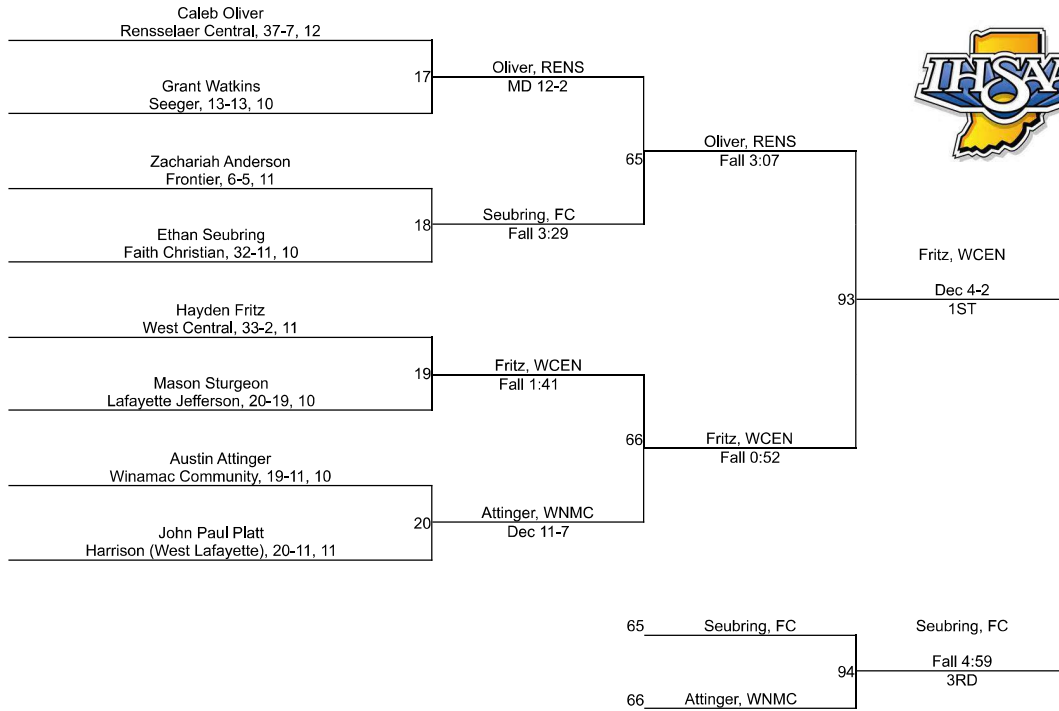 Caleb Oliver
Rensselaer Central, 37-7, 12
17
Oliver, RENS
MD 12-2
Grant Watkins
Seeger, 13-13, 10
65
Oliver, RENS
Fall 3:07
Zachariah Anderson
Frontier, 6-5, 11
18
Seubring, FC
Fall 3:29
Ethan Seubring
Faith Christian, 32-11, 10
93
Fritz, WCEN
Dec 4-2
1ST
Hayden Fritz
West Central, 33-2, 11
19
Fritz, WCEN
Fall 1:41
Mason Sturgeon
Lafayette Jefferson, 20-19, 10
66
Fritz, WCEN
Fall 0:52
Austin Attinger
Winamac Community, 19-11, 10
20
Attinger, WNMC
Dec 11-7
John Paul Platt
Harrison (West Lafayette), 20-11, 11
65
Seubring, FC
94
Seubring, FC
Fall 4:59
3RD
66
Attinger, WNMC
IHSAA